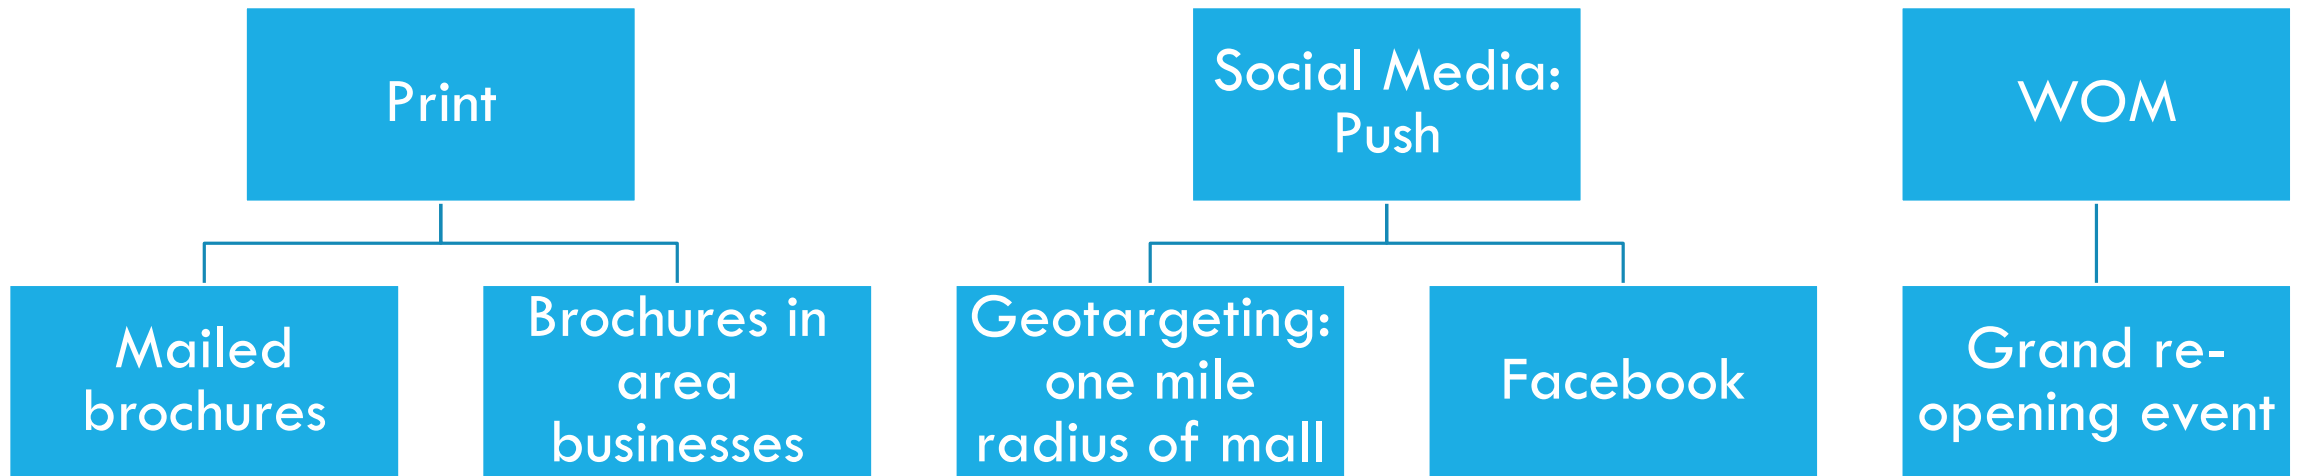 Print
Social Media:
Push
WOM
Mailed
brochures
Brochures in
area
businesses
Geotargeting:
one mile
radius of mall
Facebook
Grand re-
opening event